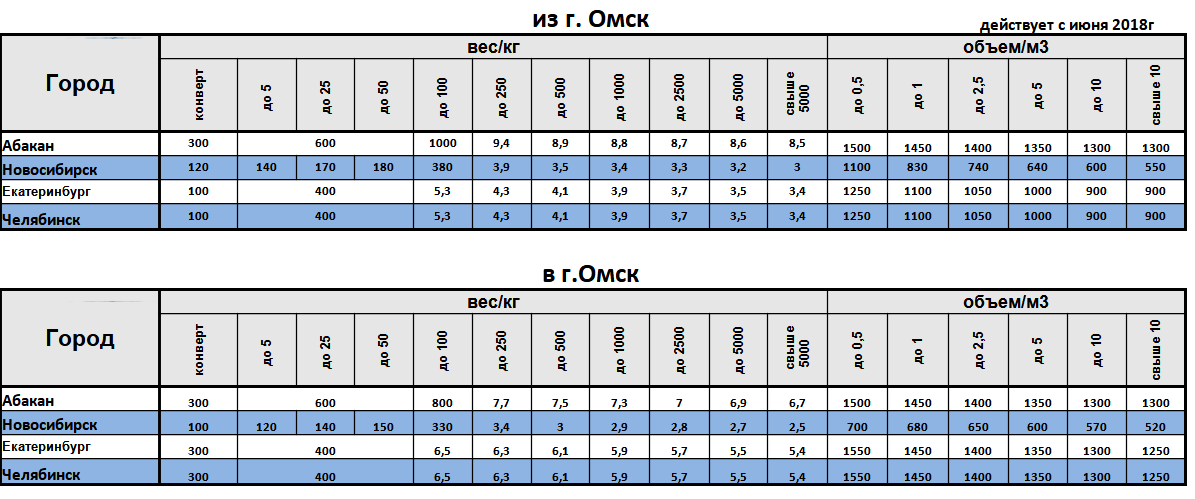 из г. Омск
действует с июня 2018г
Город вес/кг объем/м3
конверт до 5 до 25 до 50 до 100 до 250 до 500 до 1000 до 2500 до 5000 свыше 5000 до 0,5 до 1 до 2,5 до 5 до 10 свыше 10
Абакан 300 600 1000 9,4 8,9 8,8 8,7 8,6 8,5 1500 1450 1400 1350 1300 1300
Новосибирск 120 140 170 180 380 3,9 3,5 3,4 3,3 3,2 3 1100 830 740 640 600 550
Екатеринбург 100 400 5,3 4,3 4,1 3,9 3,7 3,5 3,4 1250 1100 1050 1000 900 900
Челябинск 100 400 5,3 4,3 4,1 3,9 3,7 3,5 3,4 1250 1100 1050 1000 900 900
в г.Омск
Город вес/кг объем/м3
конверт до 5 до 25 до 50 до 100 до 250 до 500 до 1000 до 2500 до 5000 свыше 5000 до 0,5 до 1 до 2,5 до 5 до 10 свыше 10
Абакан 300 600 800 7,7 7,5 7,3 7 6,9 6,7 1500 1450 1400 1350 1300 1300
Новосибирск 100 120 140 150 330 3,4 3 2,9 2,8 2,7 2,5 700 680 650 600 570 520
Екатеринбург 300 400 6,5 6,3 6,1 5,9 5,7 5,5 5,4 1550 1450 1400 1350 1300 1250
Челябинск 300 400 6,5 6,3 6,1 5,9 5,7 5,5 5,4 1550 1450 1400 1350 1300 1250